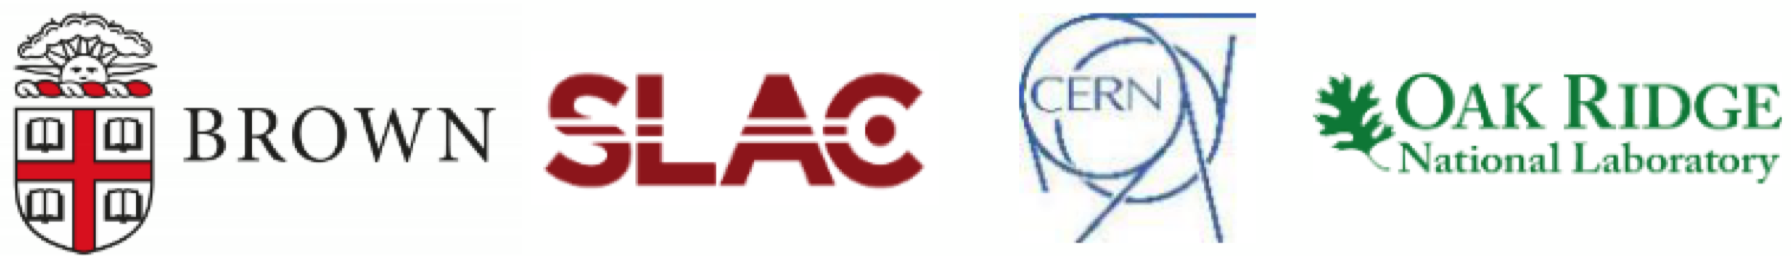 BROWN
SLAC
CERN
OAK RIDGE
National Laboratory